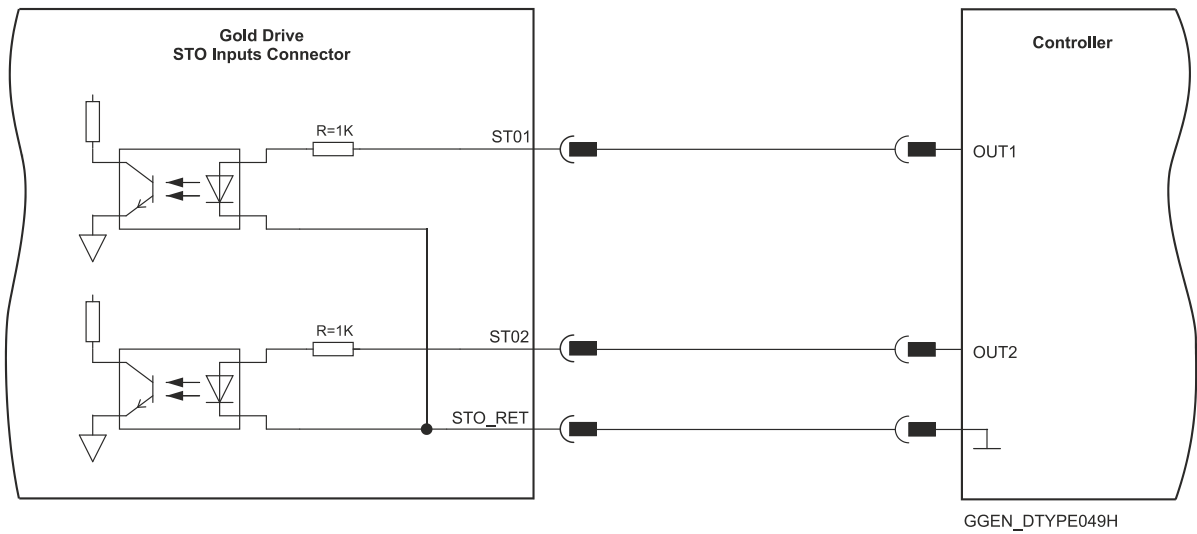 Gold Drive
STO Inputs Connector
Controller
R=1K
ST01
OUT1
R=1K
ST02
OUT2
STO_RET
GGEN_DTYPE049H